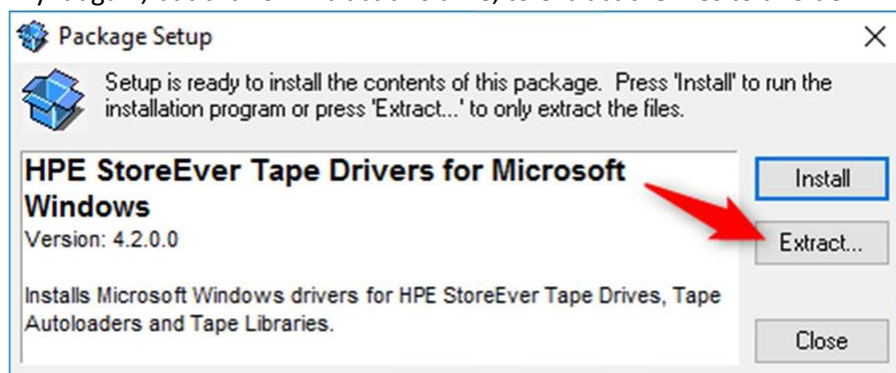 Package Setup
Setup is ready to install the contents of this package. Press 'Install' to run the
installation program or press 'Extract...' to only extract the files.
HPE StoreEver Tape Drivers for Microsoft
Windows
Version: 4.2.0.0
Installs Microsoft Windows drivers for HPE StoreEver Tape Drives, Tape
Autoloaders and Tape Libraries.
Install
Extract...
Close